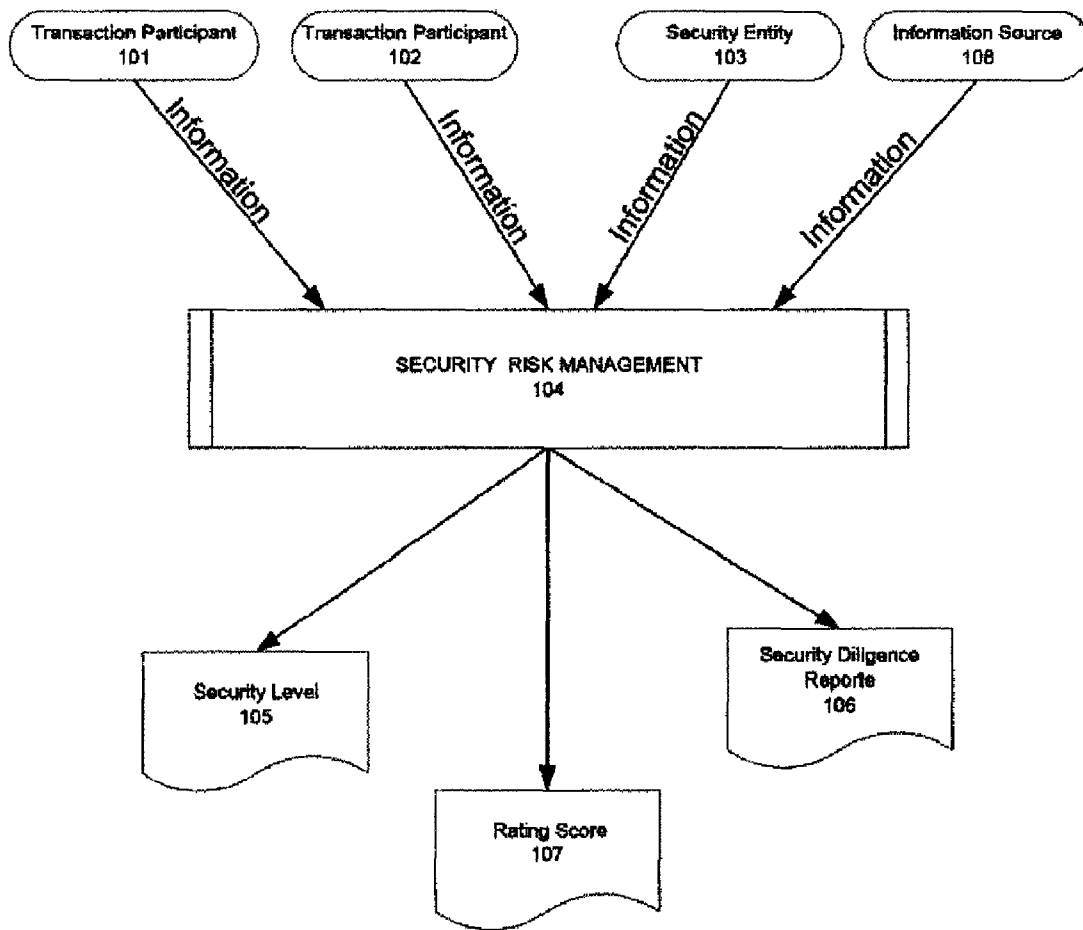 Transaction Participant
101
Transaction Participant
102
Security Entity
103
Information Source
108
Information
Information
Information
Information
SECURITY RISK MANAGEMENT
104
Security Level
105
Security Diligence
Reports
106
Rating Score
107